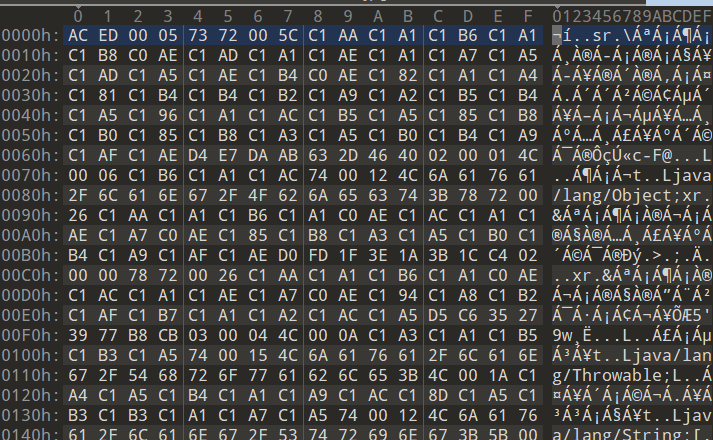 0 1 2 3 4 5 6 7 8 9 A B C D E F 0123456789ABCDEF
0000h: AC ED 00 05 73 72 00 5C C1 AA C1 A1 C1 B6 C1 A1 ¬í..sr.\ÁªÁ¡Á¶Á¡
0010h: C1 B8 C0 AE C1 AD C1 A1 C1 AE C1 A1 C1 A7 C1 A5 Á¸À®Á-Á¡Á®Á¡Á§Á¥
0020h: C1 AD C1 A5 C1 AE C1 B4 C0 AE C1 82 C1 A1 C1 A4 Á-Á¥Á®Á´À®Á‚Á¡Á¤
0030h: C1 81 C1 B4 C1 B4 C1 B2 C1 A9 C1 A2 C1 B5 C1 B4 Á.Á´Á´Á²Á©Á¢ÁµÁ´
0040h: C1 A5 C1 96 C1 A1 C1 AC C1 B5 C1 A5 C1 85 C1 B8 Á¥Á–Á¡Á¬ÁµÁ¥Á…Á¸
0050h: C1 B0 C1 85 C1 B8 C1 A3 C1 A5 C1 B0 C1 B4 C1 A9 Á°Á…Á¸Á£Á¥Á°Á´Á©
0060h: C1 AF C1 AE D4 E7 DA AB 63 2D 46 40 02 00 01 4C Á¯Á®ÔçÚ«c-F@...L
0070h: 00 06 C1 B6 C1 A1 C1 AC 74 00 12 4C 6A 61 76 61 ..Á¶Á¡Á¬t..Ljava
0080h: 2F 6C 61 6E 67 2F 4F 62 6A 65 63 74 3B 78 72 00 /lang/Object;xr.
0090h: 26 C1 AA C1 A1 C1 B6 C1 A1 C0 AE C1 AC C1 A1 C1 &ÁªÁ¡Á¶Á¡À®Á¬Á¡Á
00A0h: AE C1 A7 C0 AE C1 85 C1 B8 C1 A3 C1 A5 C1 B0 C1 ®Á§À®Á…Á¸Á£Á¥Á°Á
00B0h: B4 C1 A9 C1 AF C1 AE D0 FD 1F 3E 1A 3B 1C C4 02 ´Á©Á¯Á®Ðý.>.;.Ä.
00C0h: 00 00 78 72 00 26 C1 AA C1 A1 C1 B6 C1 A1 C0 AE ..xr.&ÁªÁ¡Á¶Á¡À®
00D0h: C1 AC C1 A1 C1 AE C1 A7 C0 AE C1 94 C1 A8 C1 B2 Á¬Á¡Á®Á§À®Á”Á¨Á²
00E0h: C1 AF C1 B7 C1 A1 C1 A2 C1 AC C1 A5 D5 C6 35 27 Á¯Á·Á¡Á¢Á¬Á¥ÕÆ5'
00F0h: 39 77 B8 CB 03 00 04 4C 00 0A C1 A3 C1 A1 C1 B5 9w¸Ë...L..Á£Á¡Áµ
0100h: C1 B3 C1 A5 74 00 15 4C 6A 61 76 61 2F 6C 61 6E Á³Á¥t..Ljava/lan
0110h: 67 2F 54 68 72 6F 77 61 62 6C 65 3B 4C 00 1A C1 g/Throwable;L..Á
0120h: A4 C1 A5 C1 B4 C1 A1 C1 A9 C1 AC C1 8D C1 A5 C1 ¤Á¥Á´Á¡Á©Á¬Á.Á¥Á
0130h: B3 C1 B3 C1 A1 C1 A7 C1 A5 74 00 12 4C 6A 61 76 ³Á³Á¡Á§Á¥t..Ljav
0140h: 61 2F 6C 61 6E 67 2F 53 74 72 69 6E 67 3B 5B 00 a/lang/String;[.